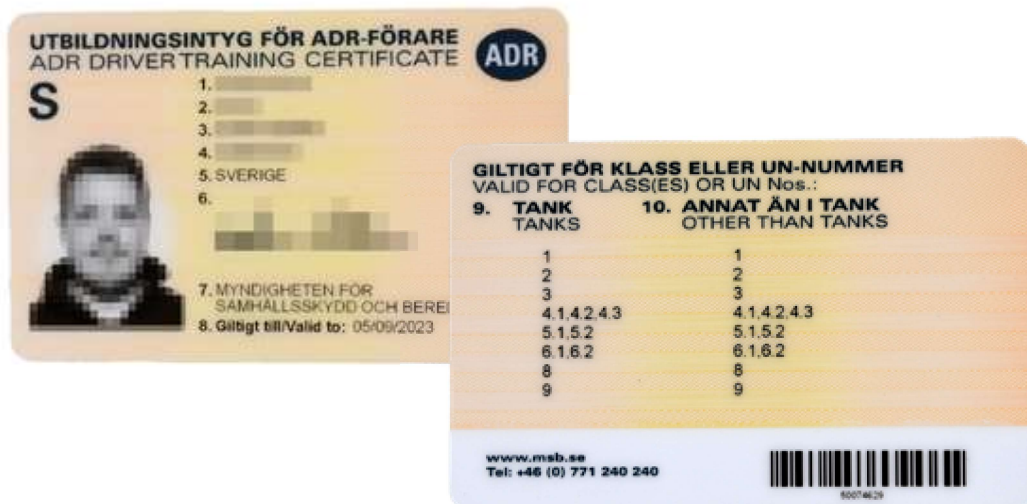 UTBILDNINGSINTYG FÖR ADR-FÖRARE
ADR DRIVER TRAINING CERTIFICATE
ADR
S
1.
2.
3.
4.
5. SVERIGE
6.
7. MYNDIGHETEN FÖR
SAMHÄLLSSKYDD OCH BERE
8. Giltigt till/Valid to: 05/09/2023
GILTIGT FÖR KLASS ELLER UN-NUMMER
VALID FOR CLASS(ES) OR UN Nos.:
9. TANK 10. ANNAT ÄN I TANK
TANKS OTHER THAN TANKS
1 1
2 2
3 3
4.1,4.2,4.3 4.1,4.2,4.3
5.1,5.2 5.1,5.2
6.1,6.2 6.1,6.2
8 8
9 9
www.msb.se
Tel: +46 (0) 771 240 240
50074629